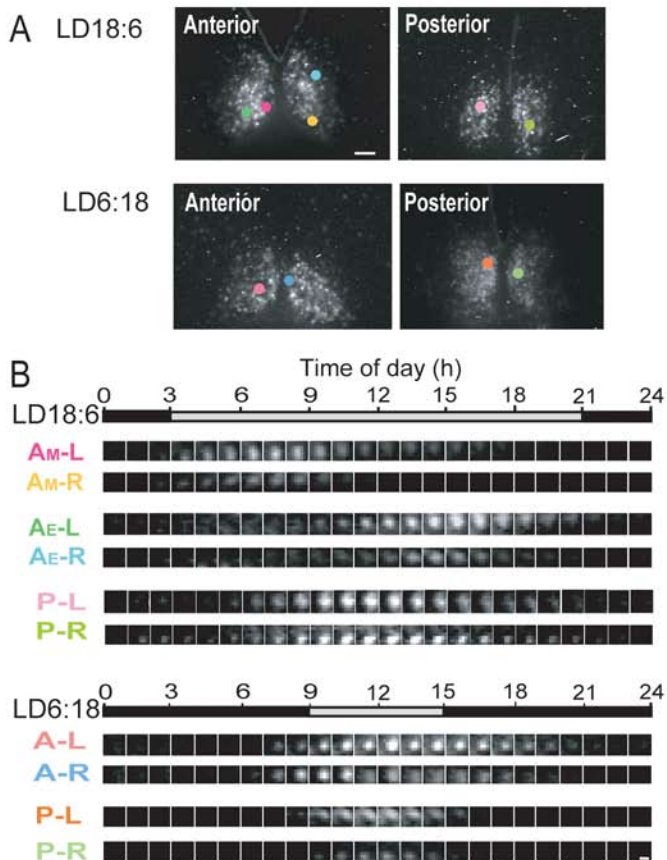 A
LD18:6
Anterior
Posterior
LD6:18
Anterior
Posterior
B
Time of day (h)
0 3 6 9 12 15 18 21 24
LD18:6
AM-L
AM-R
AE-L
AE-R
P-L
P-R
0 3 6 9 12 15 18 21 24
LD6:18
A-L
A-R
P-L
P-R